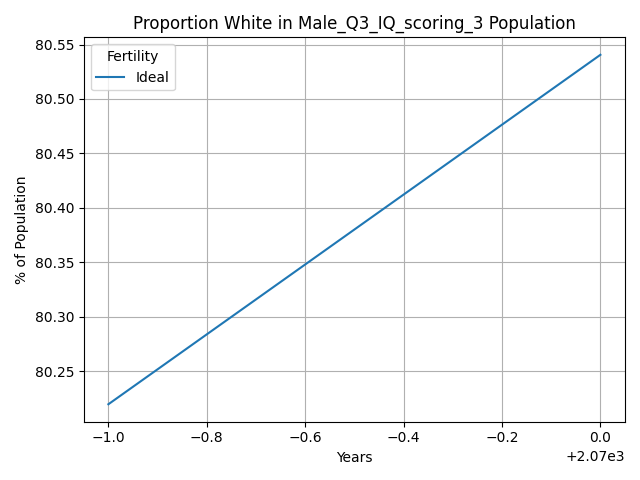 Proportion White in Male_Q3_IQ_scoring_3 Population
Fertility
Ideal
80.55
80.50
80.45
80.40
80.35
80.30
80.25
% of Population
−1.0 −0.8 −0.6 −0.4 −0.2 0.0
Years
+2.07e3